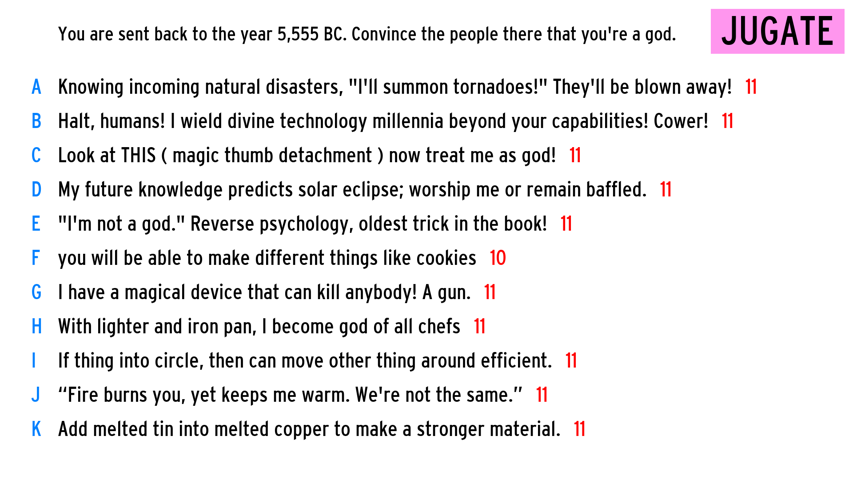 You are sent back to the year 5,555 BC. Convince the people there that you're a god.
JUGATE
A Knowing incoming natural disasters, "I'll summon tornadoes!" They'll be blown away! 11
B Halt, humans! I wield divine technology millennia beyond your capabilities! Cower! 11
C Look at THIS ( magic thumb detachment ) now treat me as god! 11
D My future knowledge predicts solar eclipse; worship me or remain baffled. 11
E "I'm not a god." Reverse psychology, oldest trick in the book! 11
F you will be able to make different things like cookies 10
G I have a magical device that can kill anybody! A gun. 11
H With lighter and iron pan, I become god of all chefs 11
I If thing into circle, then can move other thing around efficient. 11
J “Fire burns you, yet keeps me warm. We're not the same.” 11
K Add melted tin into melted copper to make a stronger material. 11